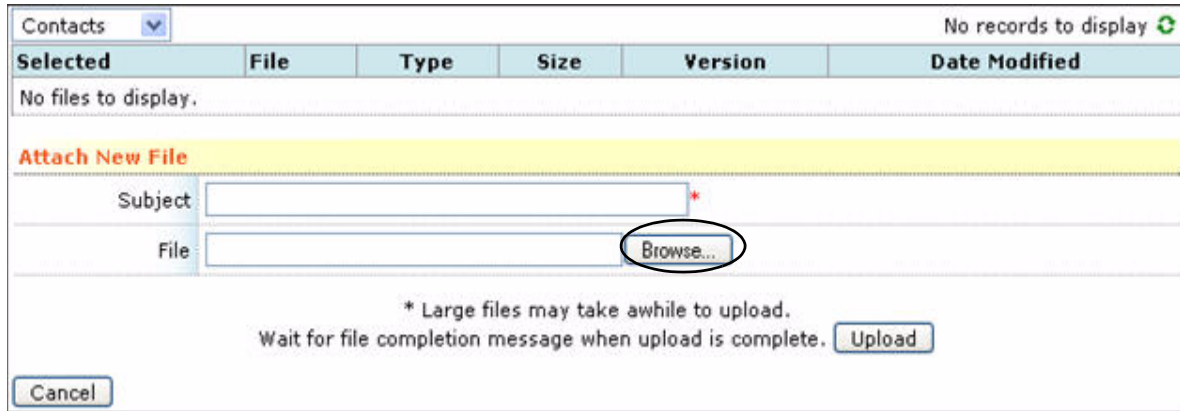 Contacts No records to display
Selected File Type Size Version Date Modified
No files to display.
Attach New File
Subject *
File Browse...
* Large files may take awhile to upload.
Wait for file completion message when upload is complete. Upload
Cancel